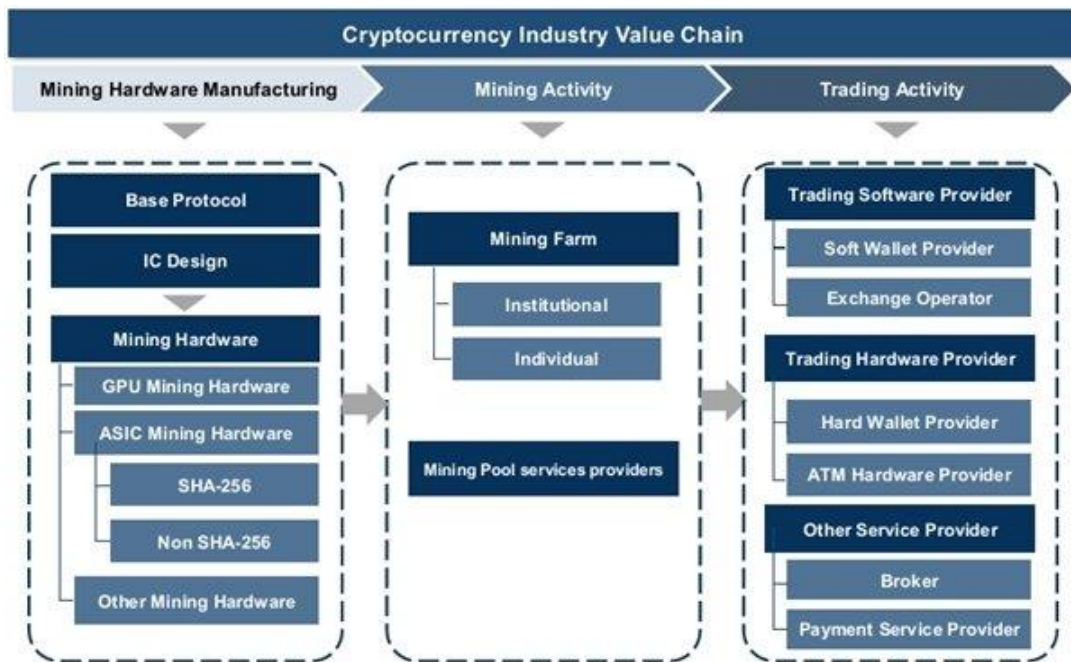 Cryptocurrency Industry Value Chain
Mining Hardware Manufacturing
Mining Activity
Trading Activity
Base Protocol
IC Design
Mining Hardware
GPU Mining Hardware
ASIC Mining Hardware
SHA-256
Non SHA-256
Other Mining Hardware
Mining Farm
Institutional
Individual
Mining Pool services providers
Trading Software Provider
Soft Wallet Provider
Exchange Operator
Trading Hardware Provider
Hard Wallet Provider
ATM Hardware Provider
Other Service Provider
Broker
Payment Service Provider